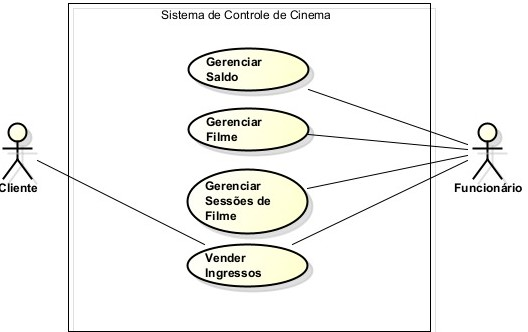 Sistema de Controle de Cinema
Gerenciar
Saldo
Gerenciar
Filme
Gerenciar
Sessões de
Filme
Vender
Ingressos
Cliente
Funcionário